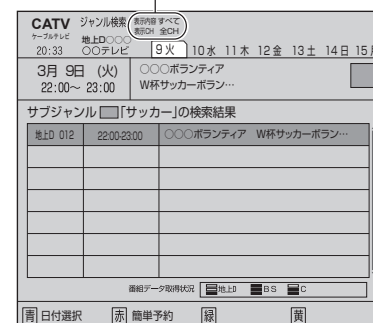 CATV ジャンル検索 表示内容 すべて
ケーブルテレビ 地上D○○○ 表示CH 全CH
20:33 ○○テレビ 9火 10水 11木 12金 13土 14日 15
3月 9日 (火) ○○○ボランティア
22:00~ 23:00 W杯サッカーボラン…
サブジャンル 「サッカー」の検索結果
地上D 012 22:00-23:00 ○○○ボランティア W杯サッカーボラン…
番組データ取得状況 地上D BS C
青 日付選択 赤 簡単予約 緑 黄